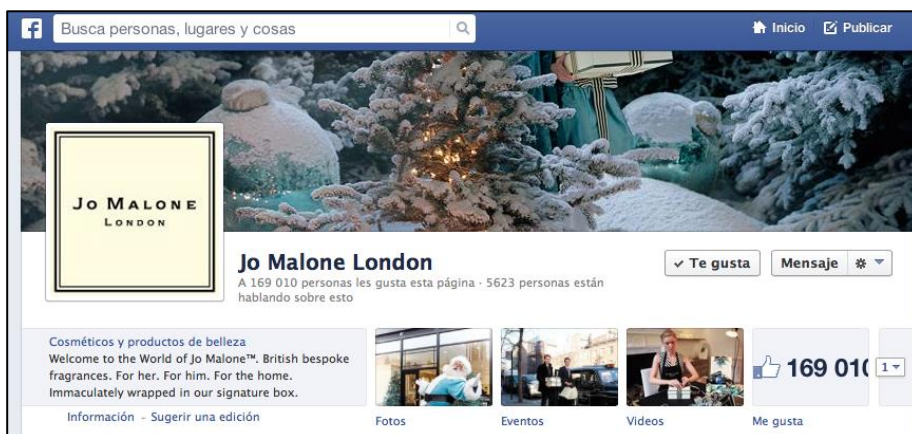 Busca personas, lugares y cosas
Inicio
Publicar
JO MALONE
LONDON
Jo Malone London
A 169 010 personas les gusta esta página · 5623 personas están
hablando sobre esto
✓ Te gusta
Mensaje
Cosméticos y productos de belleza
Welcome to the World of Jo Malone™. British bespoke
fragrances. For her. For him. For the home.
Immaculately wrapped in our signature box.
Información - Sugerir una edición
Fotos
Eventos
Videos
169 010
1
Me gusta